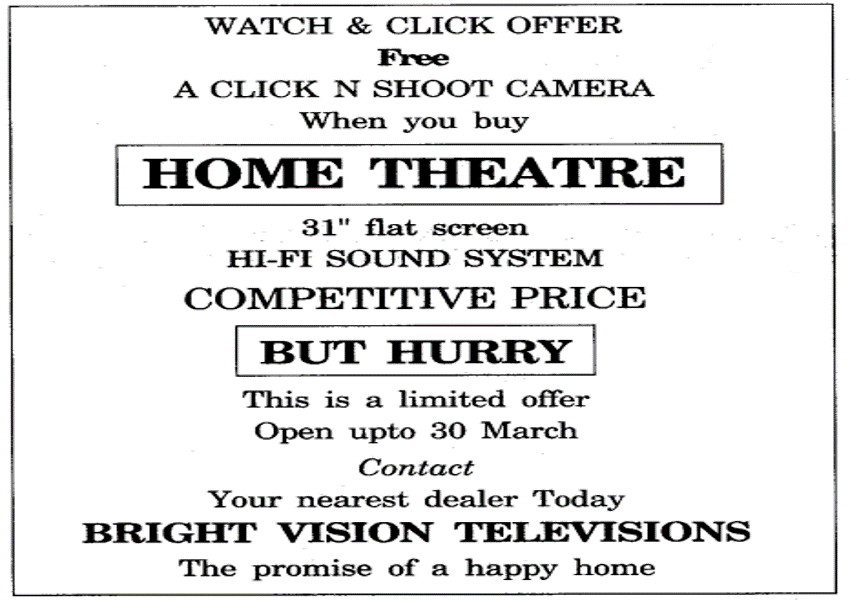 WATCH & CLICK OFFER
Free
A CLICK N SHOOT CAMERA
When you buy
HOME THEATRE
31" flat screen
HI-FI SOUND SYSTEM
COMPETITIVE PRICE
BUT HURRY
This is a limited offer
Open upto 30 March
Contact
Your nearest dealer Today
BRIGHT VISION TELEVISIONS
The promise of a happy home